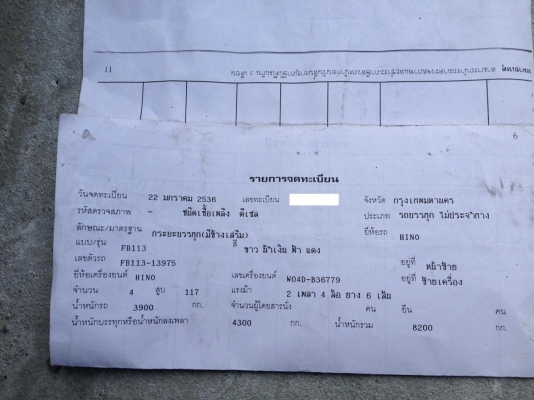 11
6
รายการจดทะเบียน
วันจดทะเบียน 22 มกราคม 2536 เลขทะเบียน จังหวัด กรุงเทพมหานคร
รหัสตรวจสภาพ - ชนิดเชื้อเพลิง ดีเซล ประเภท รถบรรทุก ไม่ประจำทาง
ลักษณะ/มาตรฐาน กระบะบรรทุก(มีข้างเสริม) ยี่ห้อรถ HINO
แบบ/รุ่น FB113 สี ขาว น้ำเงิน ฟ้า แดง
เลขตัวรถ FB113-13975 อยู่ที่ หน้าซ้าย
ยี่ห้อเครื่องยนต์ HINO เลขเครื่องยนต์ W04D-B36779 อยู่ที่ ซ้ายเครื่อง
จำนวน 4 สูบ 117 แรงม้า 2 เพลา 4 ล้อ ยาง 6 เส้น
น้ำหนักรถ 3900 กก. จำนวนผู้โดยสารนั่ง คน ยืน คน
น้ำหนักบรรทุกหรือน้ำหนักลงเพลา 4300 กก. น้ำหนักรวม 8200 กก.